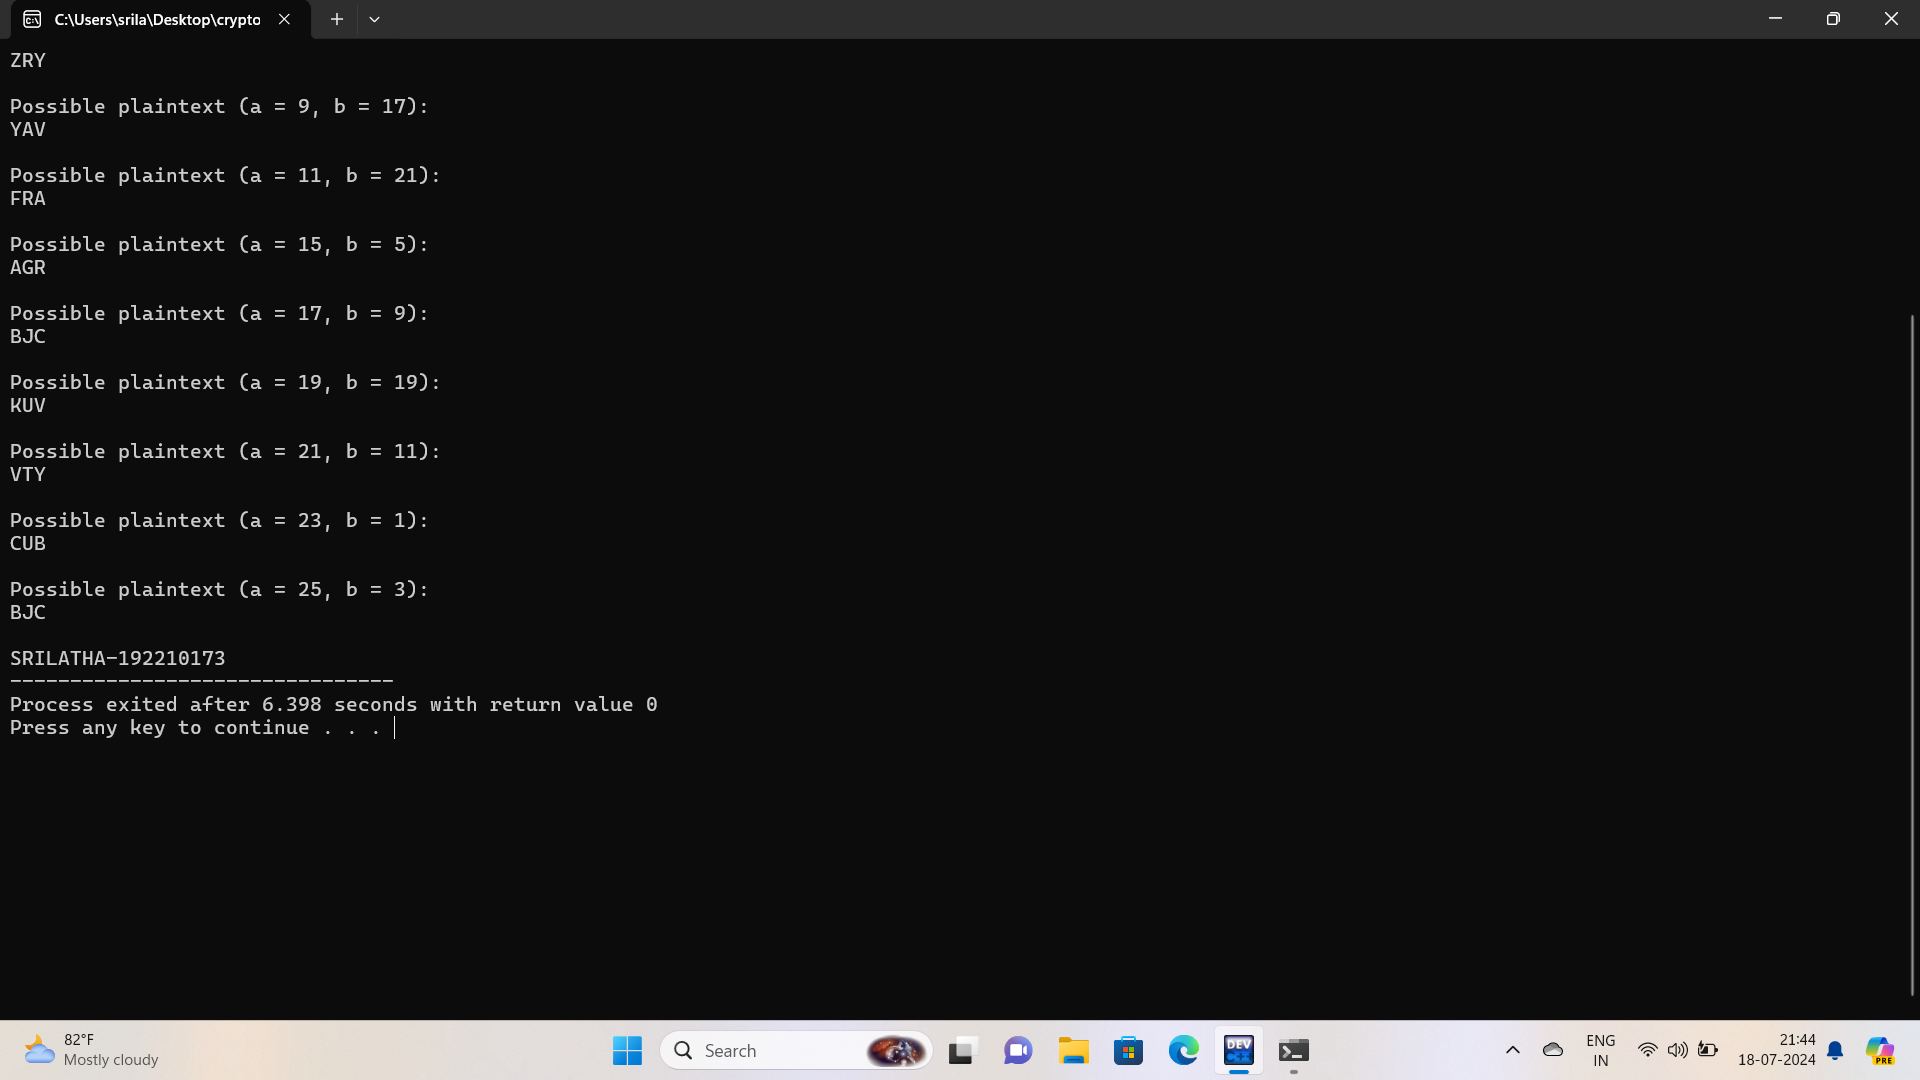 C:\Users\srila\Desktop\crypto
ZRY
Possible plaintext (a = 9, b = 17):
YAV
Possible plaintext (a = 11, b = 21):
FRA
Possible plaintext (a = 15, b = 5):
AGR
Possible plaintext (a = 17, b = 9):
BJC
Possible plaintext (a = 19, b = 19):
KUV
Possible plaintext (a = 21, b = 11):
VTY
Possible plaintext (a = 23, b = 1):
CUB
Possible plaintext (a = 25, b = 3):
BJC
SRILATHA-192210173
--------------------------------
Process exited after 6.398 seconds with return value 0
Press any key to continue . . .
82°F
Mostly cloudy
Search
DEV
C++
ENG
IN
21:44
18-07-2024
PRE